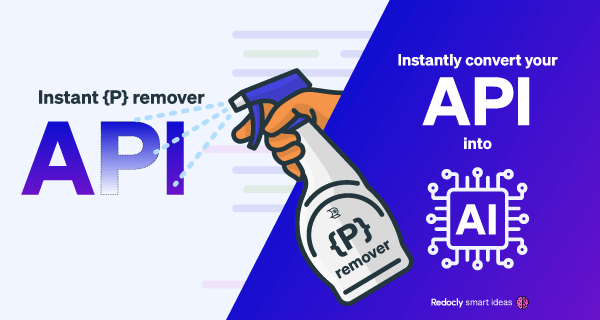 Instant {P} remover
API
{P}
remover
Instantly convert your
API
into
AI
Redocly smart ideas